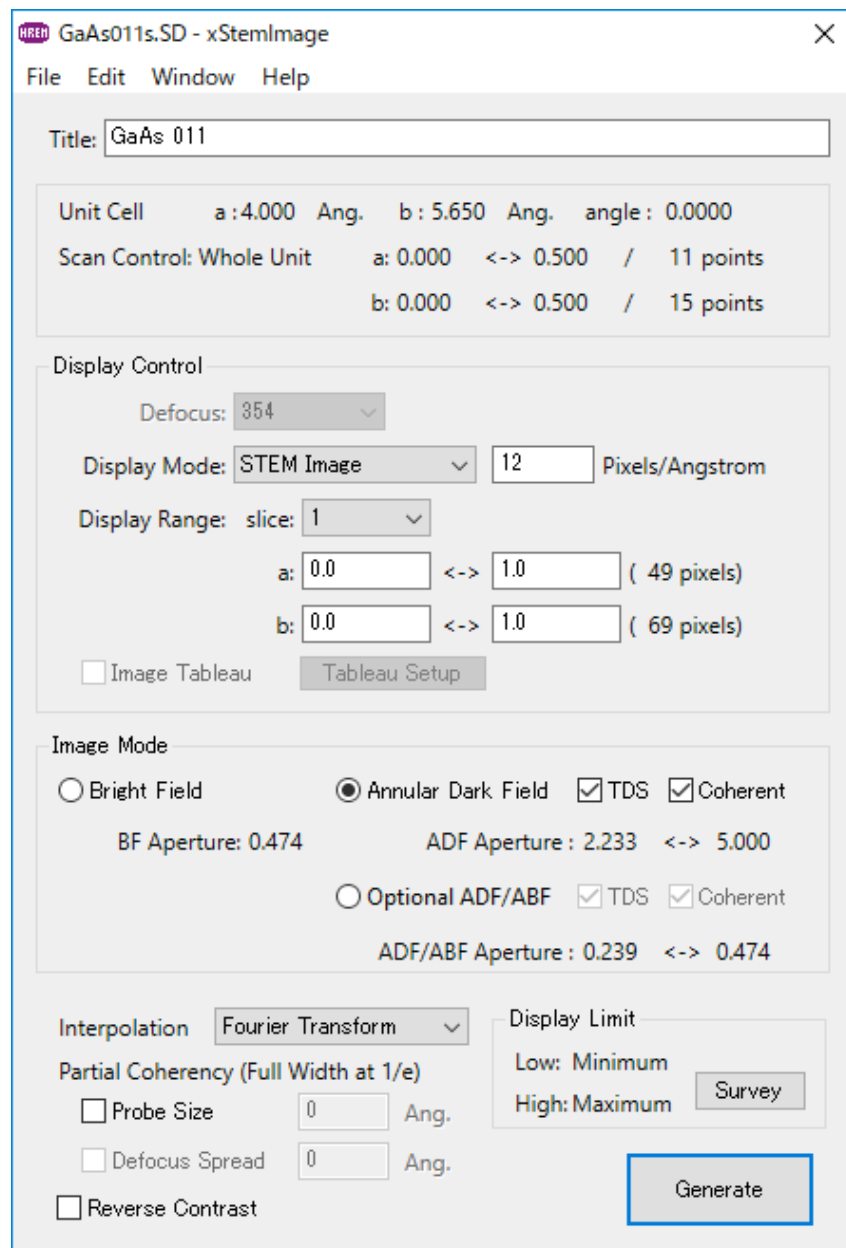 HREM GaAs011s.SD - xStemImage
File Edit Window Help
Title: GaAs 011
Unit Cell a :4.000 Ang. b : 5.650 Ang. angle : 0.0000
Scan Control: Whole Unit a: 0.000 <-> 0.500 / 11 points
b: 0.000 <-> 0.500 / 15 points
Display Control
Defocus: 354
Display Mode: STEM Image 12 Pixels/Angstrom
Display Range: slice: 1
a: 0.0 <-> 1.0 ( 49 pixels)
b: 0.0 <-> 1.0 ( 69 pixels)
Image Tableau Tableau Setup
Image Mode
Bright Field Annular Dark Field TDS Coherent
BF Aperture: 0.474 ADF Aperture : 2.233 <-> 5.000
Optional ADF/ABF TDS Coherent
ADF/ABF Aperture : 0.239 <-> 0.474
Interpolation Fourier Transform Display Limit
Low: Minimum
Partial Coherency (Full Width at 1/e)
High: Maximum Survey
Probe Size 0 Ang.
Defocus Spread 0 Ang.
Reverse Contrast Generate